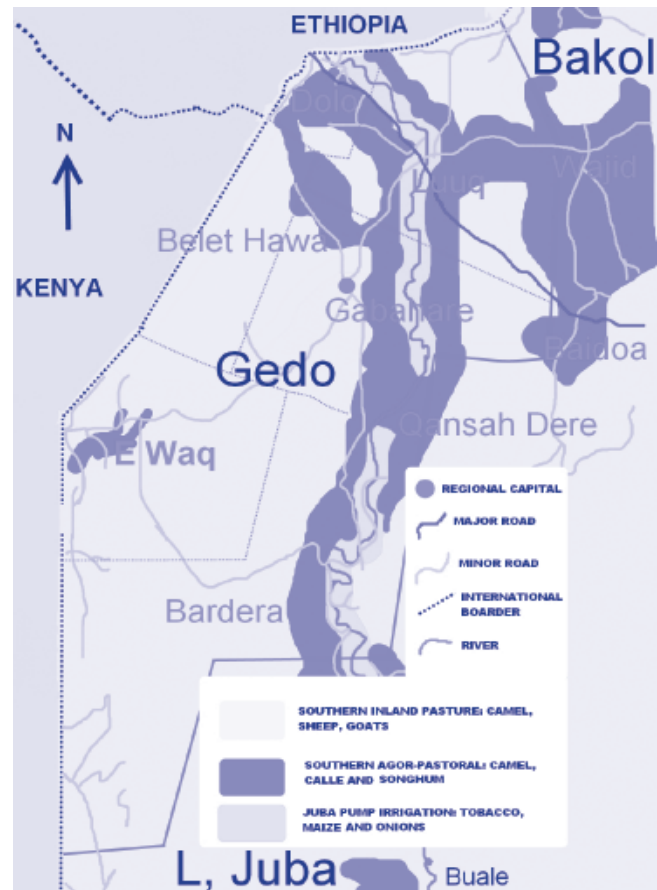 ETHIOPIA
Bakol
Dolo
N
Wajid
Luuq
Belet Hawa
KENYA
Gabahare
Baidoa
Gedo
Qansah Dere
E Waq
REGIONAL CAPITAL
MAJOR ROAD
MINOR ROAD
INTERNATIONAL
BOARDER
RIVER
Bardera
SOUTHERN INLAND PASTURE: CAMEL,
SHEEP, GOATS
SOUTHERN AGOR-PASTORAL: CAMEL,
CALLE AND SONGHUM
JUBA PUMP IRRIGATION: TOBACCO,
MAIZE AND ONIONS
L, Juba
Buale